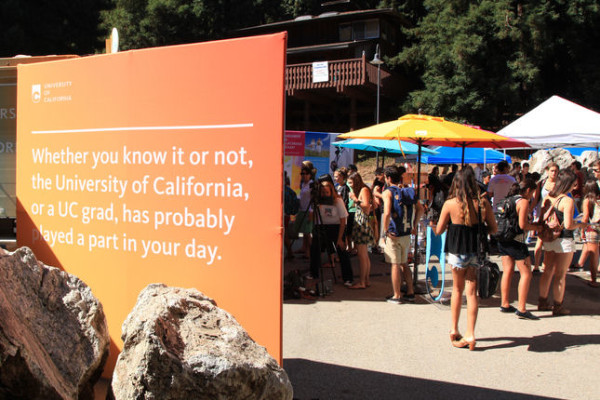 UNIVERSITY
OF
CALIFORNIA
Whether you know it or not,
the University of California,
or a UC grad, has probably
played a part in your day.